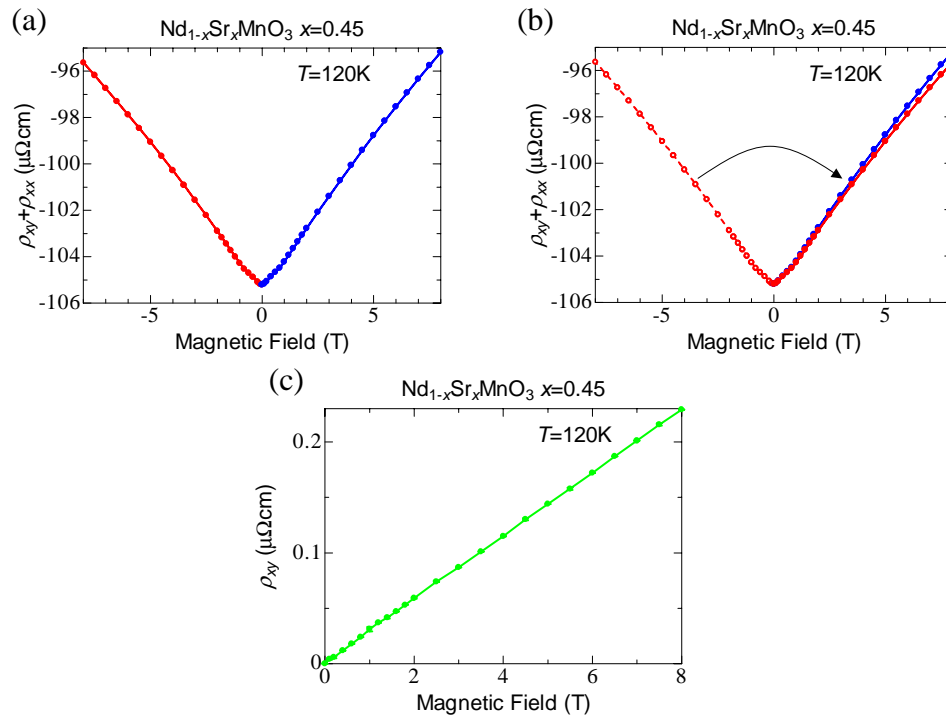 (a)
Nd₁₋ₓSrₓMnO₃ x=0.45
T=120K
-96
-98
-100
-102
-104
-106
ρxy+ρxx (μΩcm)
-5 0 5
Magnetic Field (T)
(b)
Nd₁₋ₓSrₓMnO₃ x=0.45
T=120K
-96
-98
-100
-102
-104
-106
ρxy+ρxx (μΩcm)
-5 0 5
Magnetic Field (T)
(c)
Nd₁₋ₓSrₓMnO₃ x=0.45
T=120K
0.2
0.1
0
ρxy (μΩcm)
0 2 4 6 8
Magnetic Field (T)